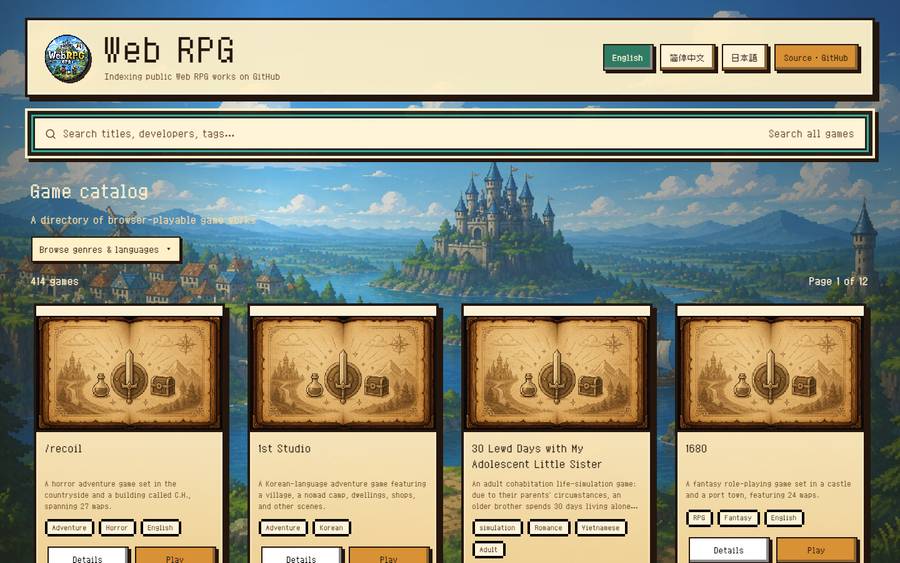 WebRPG
Web RPG
Indexing public Web RPG works on GitHub
English
简体中文
日本語
Source · GitHub
Search titles, developers, tags...
Search all games
Game catalog
A directory of browser-playable game works
Browse genres & languages
414 games
Page 1 of 12
/recoil
A horror adventure game set in the
countryside and a building called C.H.,
spanning 27 maps.
Adventure
Horror
English
Details
Play
1st Studio
A Korean-language adventure game featuring
a village, a nomad camp, dwellings, shops,
and other scenes.
Adventure
Korean
Details
Play
30 Lewd Days with My
Adolescent Little Sister
An adult cohabitation life-simulation game:
due to their parents' circumstances, an
older brother spends 30 days living alone...
simulation
Romance
Vietnamese
Adult
1680
A fantasy role-playing game set in a castle
and a port town, featuring 24 maps.
RPG
Fantasy
English
Details
Play